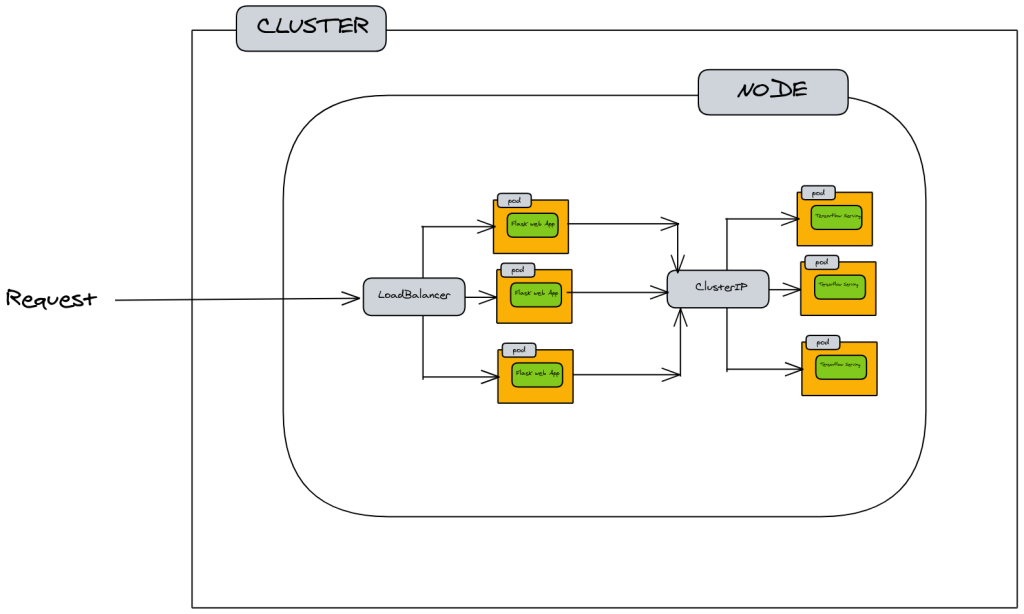 CLUSTER
NODE
Request
LoadBalancer
pod
Flask web App
pod
Flask web App
pod
Flask web App
ClusterIP
pod
Tensorflow Serving
pod
Tensorflow Serving
pod
Tensorflow Serving